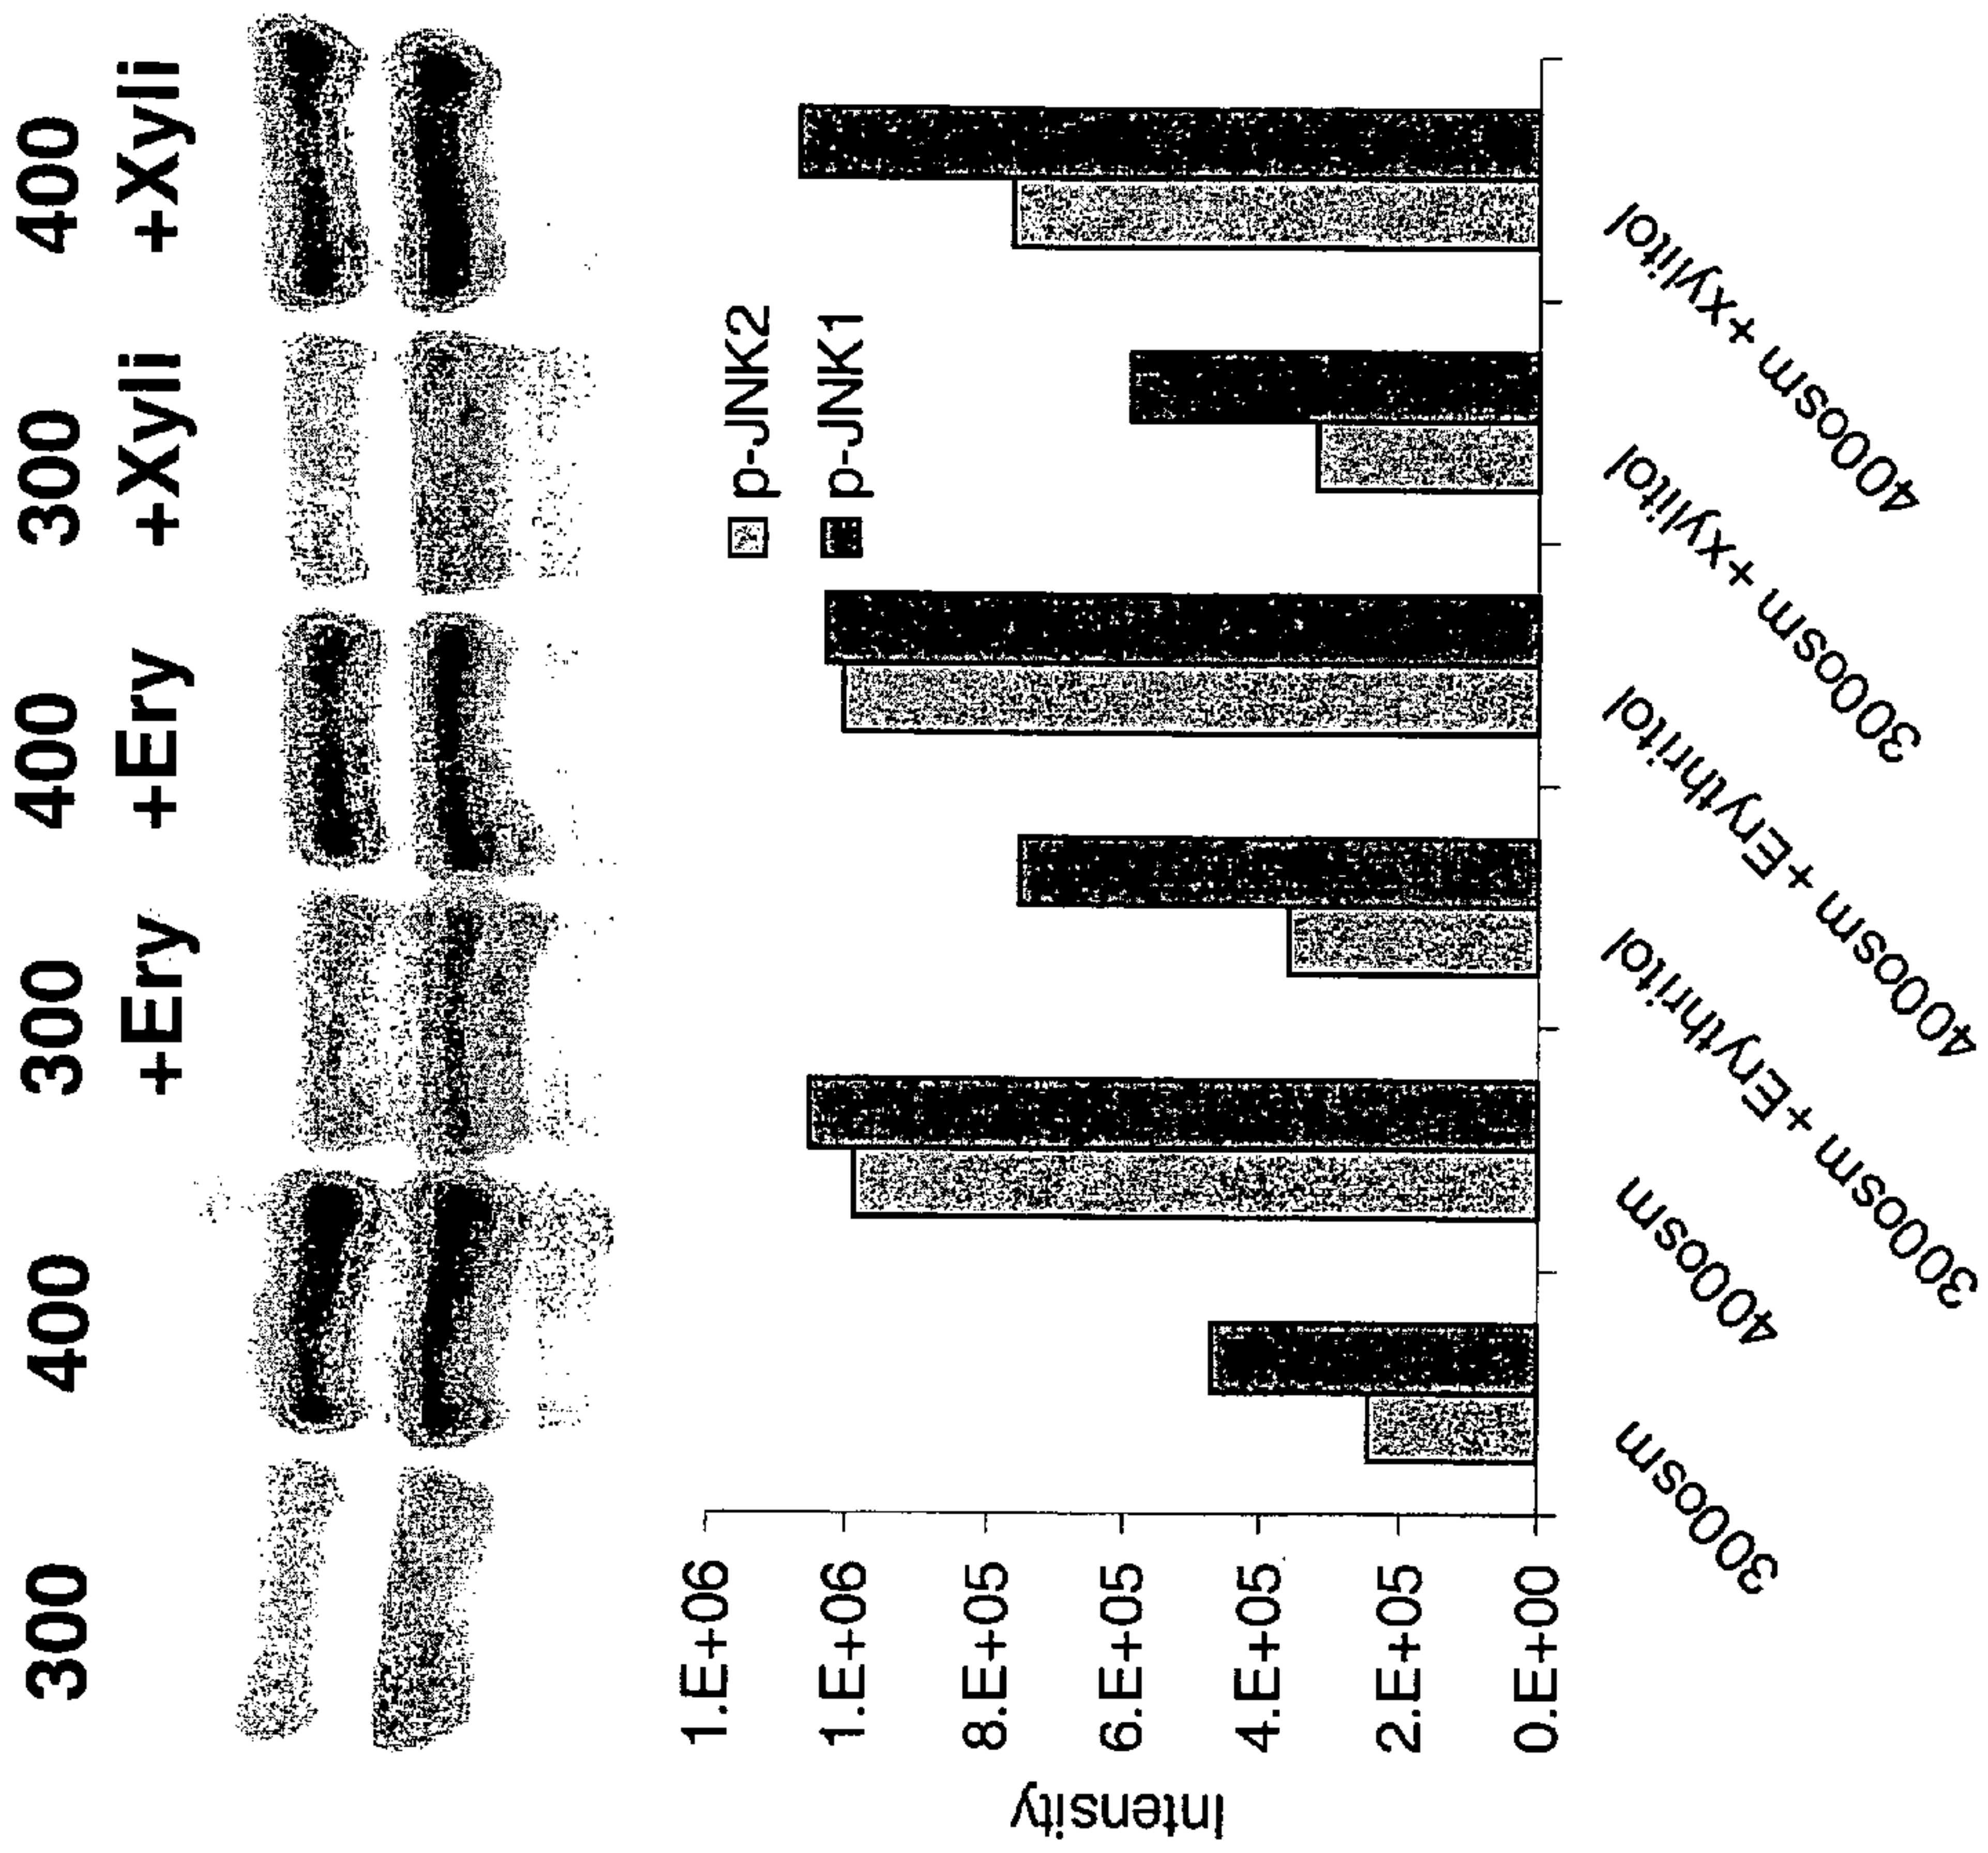 300 400 300 400 300 400
+Ery +Ery +Xyli +Xyli
p-JNK2
p-JNK1
1.E+06
1.E+06
8.E+05
6.E+05
4.E+05
2.E+05
0.E+00
Intensity
300osm
400osm
300osm +Erythritol
400osm +Erythritol
300osm +xylitol
400osm +xylitol